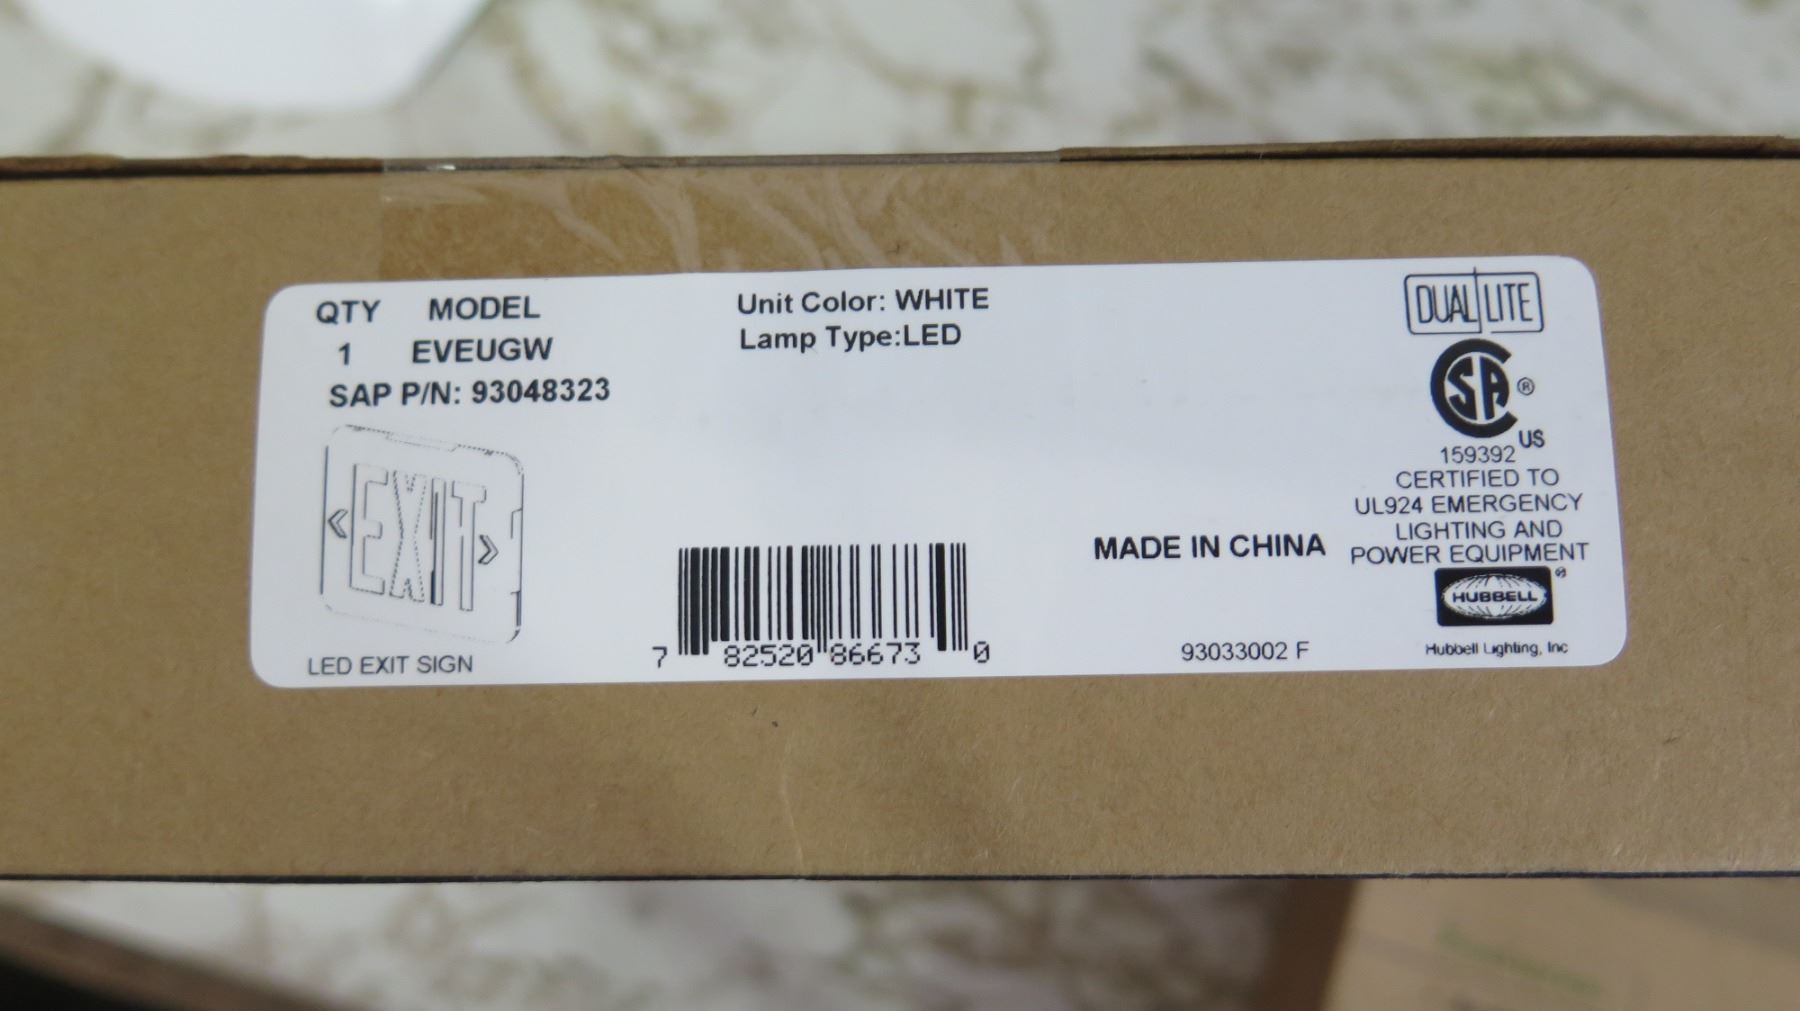 QTY MODEL
1 EVEUGW
SAP P/N: 93048323
EXIT
LED EXIT SIGN
Unit Color: WHITE
Lamp Type:LED
7 82520 86673 0
MADE IN CHINA
93033002 F
DUAL LITE
SA ®
US
159392
CERTIFIED TO
UL924 EMERGENCY
LIGHTING AND
POWER EQUIPMENT
HUBBELL ®
Hubbell Lighting, Inc